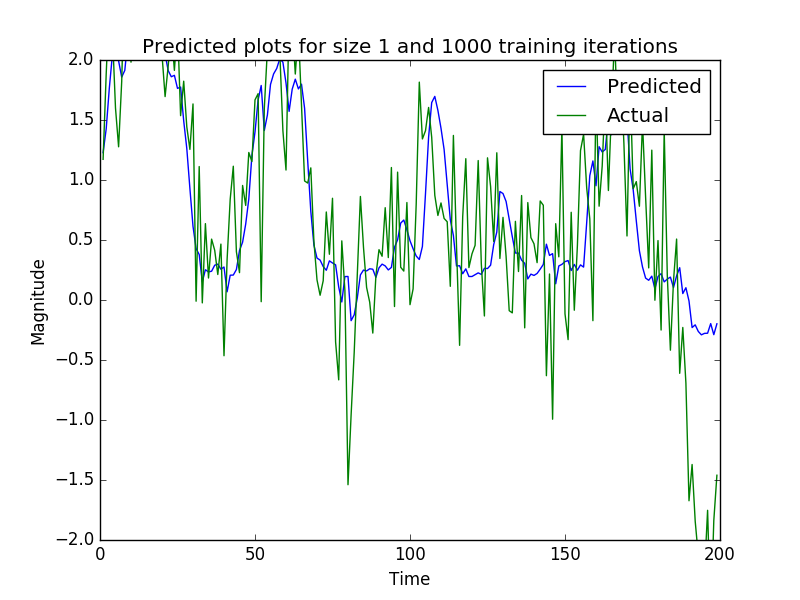 Predicted plots for size 1 and 1000 training iterations
Predicted
Actual
2.0
1.5
1.0
0.5
0.0
−0.5
−1.0
−1.5
−2.0
Magnitude
0
50
100
150
200
Time